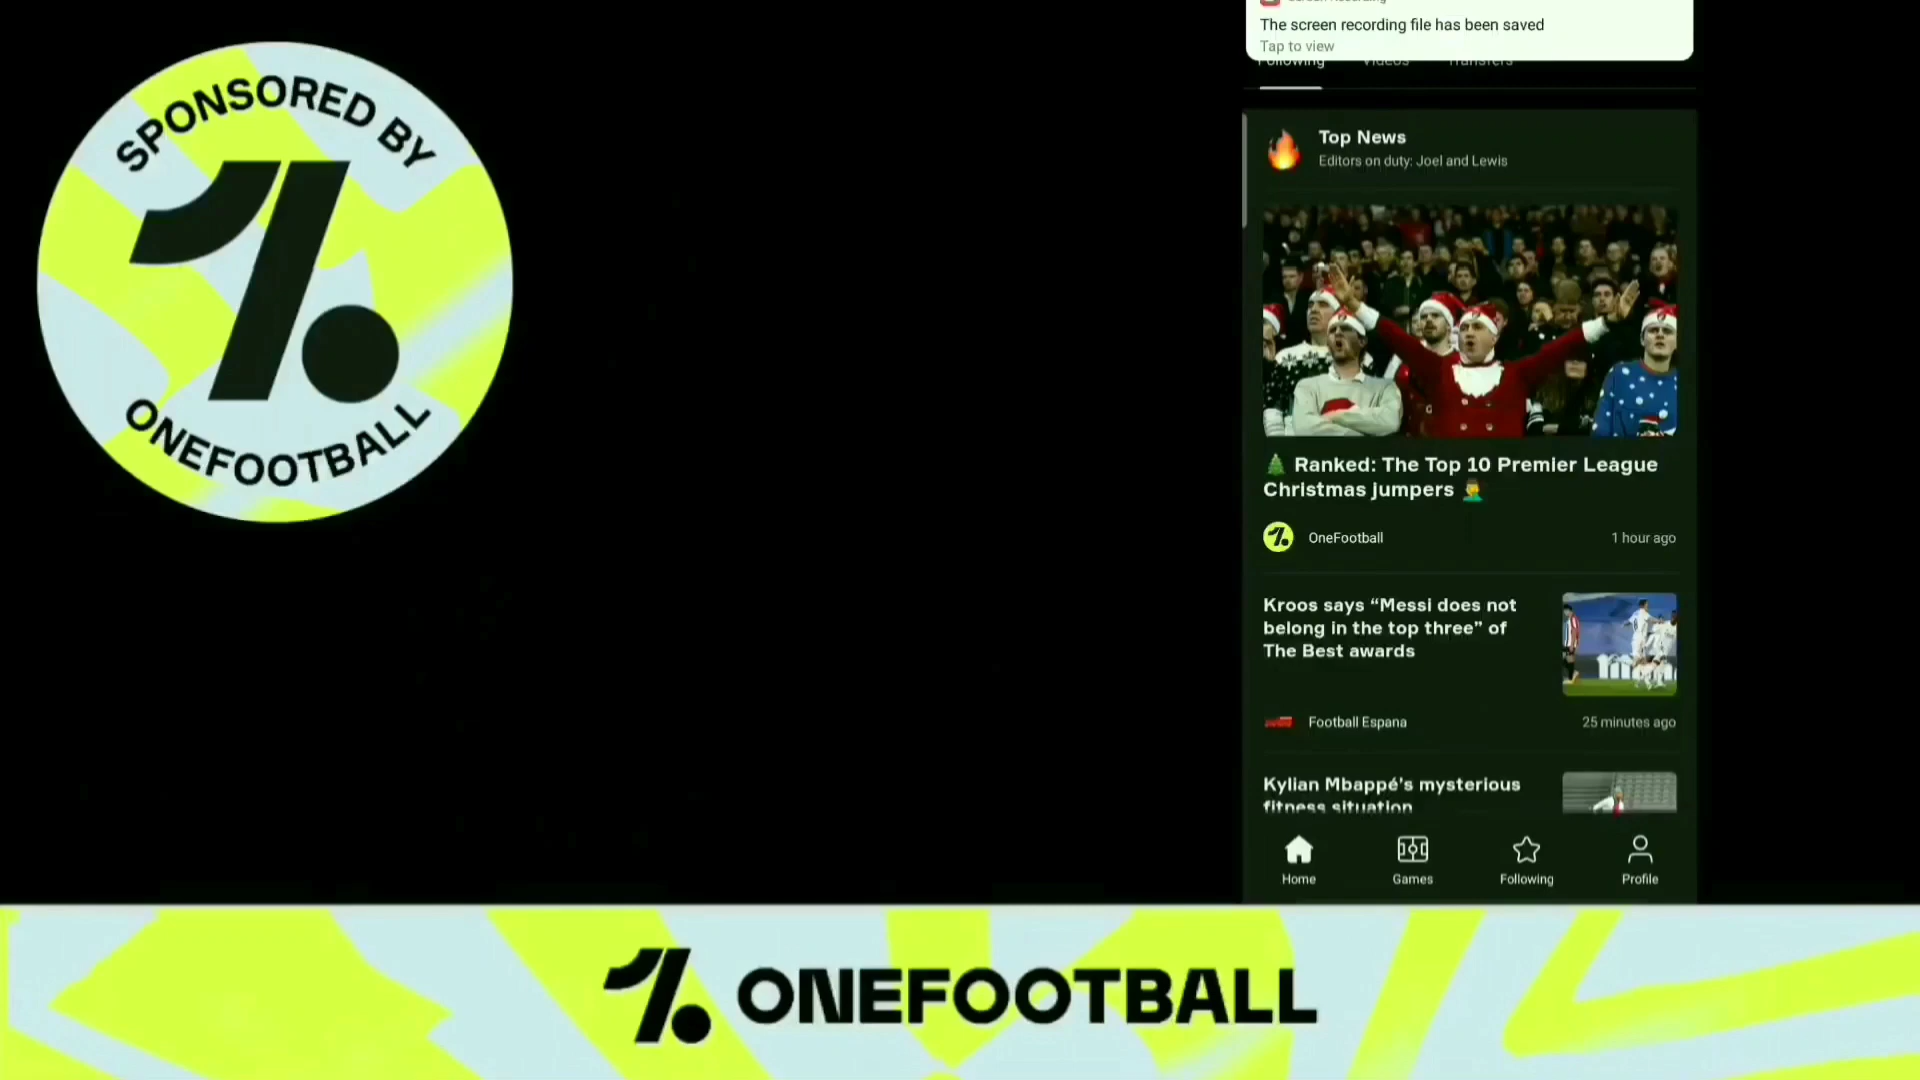 SPONSORED BY
ONEFOOTBALL
The screen recording file has been saved
Tap to view
Following
Videos
Transfers
Top News
Editors on duty: Joel and Lewis
Ranked: The Top 10 Premier League
Christmas jumpers
OneFootball
1 hour ago
Kroos says “Messi does not
belong in the top three” of
The Best awards
Football Espana
25 minutes ago
Kylian Mbappé’s mysterious
fitness situation
Home
Games
Following
Profile
ONEFOOTBALL